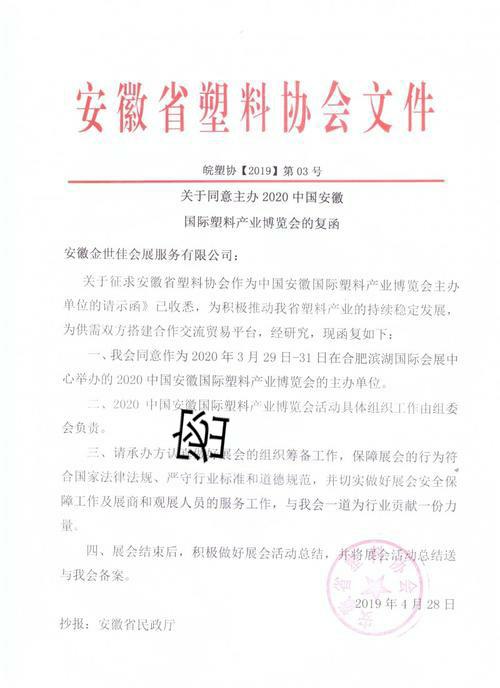 安徽省塑料协会文件
皖塑协【2019】第 03 号
关于同意主办 2020 中国安徽
国际塑料产业博览会的复函
安徽金世佳会展服务有限公司：
关于征求安徽省塑料协会作为中国安徽国际塑料产业博览会主办
单位的请示函》已收悉，为积极推动我省塑料产业的持续稳定发展，
为供需双方搭建合作交流贸易平台，经研究，现函复如下：
一、我会同意作为 2020 年 3 月 29 日-31 日在合肥滨湖国际会展中
心举办的 2020 中国安徽国际塑料产业博览会的主办单位。
二、2020 中国安徽国际塑料产业博览会活动具体组织工作由组委
会负责。
三、请承办方认 好展会的组织筹备工作，保障展会的行为符
合国家法律法规、严守行业标准和道德规范，并切实做好展会安全保
障工作及展商和观展人员的服务工作，与我会一道为行业贡献一份力
量。
四、展会结束后，积极做好展会活动总结，并将展会活动总结送
与我会备案。
安徽省塑料协会
2019 年 4 月 28 日
抄报：安徽省民政厅